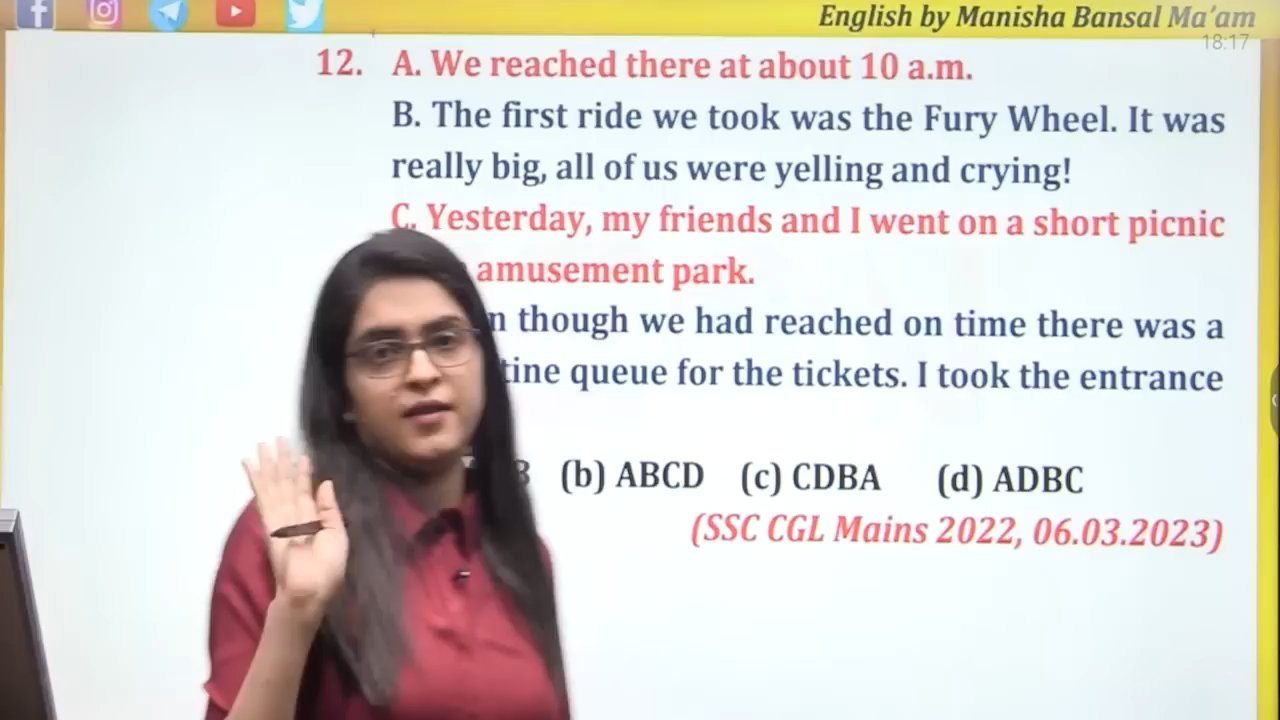 English by Manisha Bansal Ma'am
18:17
12. A. We reached there at about 10 a.m.
B. The first ride we took was the Fury Wheel. It was
really big, all of us were yelling and crying!
C. Yesterday, my friends and I went on a short picnic
amusement park.
though we had reached on time there was a
queue for the tickets. I took the entrance
(b) ABCD (c) CDBA (d) ADBC
(SSC CGL Mains 2022, 06.03.2023)